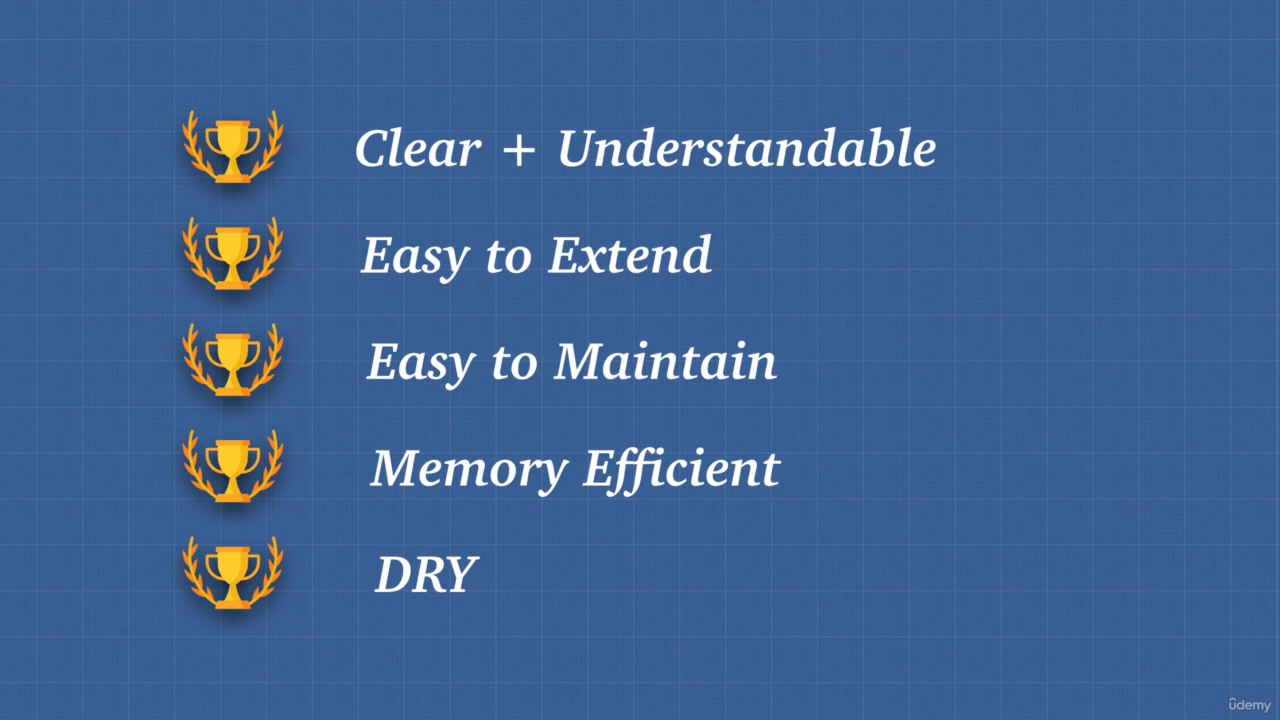 Clear + Understandable
Easy to Extend
Easy to Maintain
Memory Efficient
DRY
ûdemy